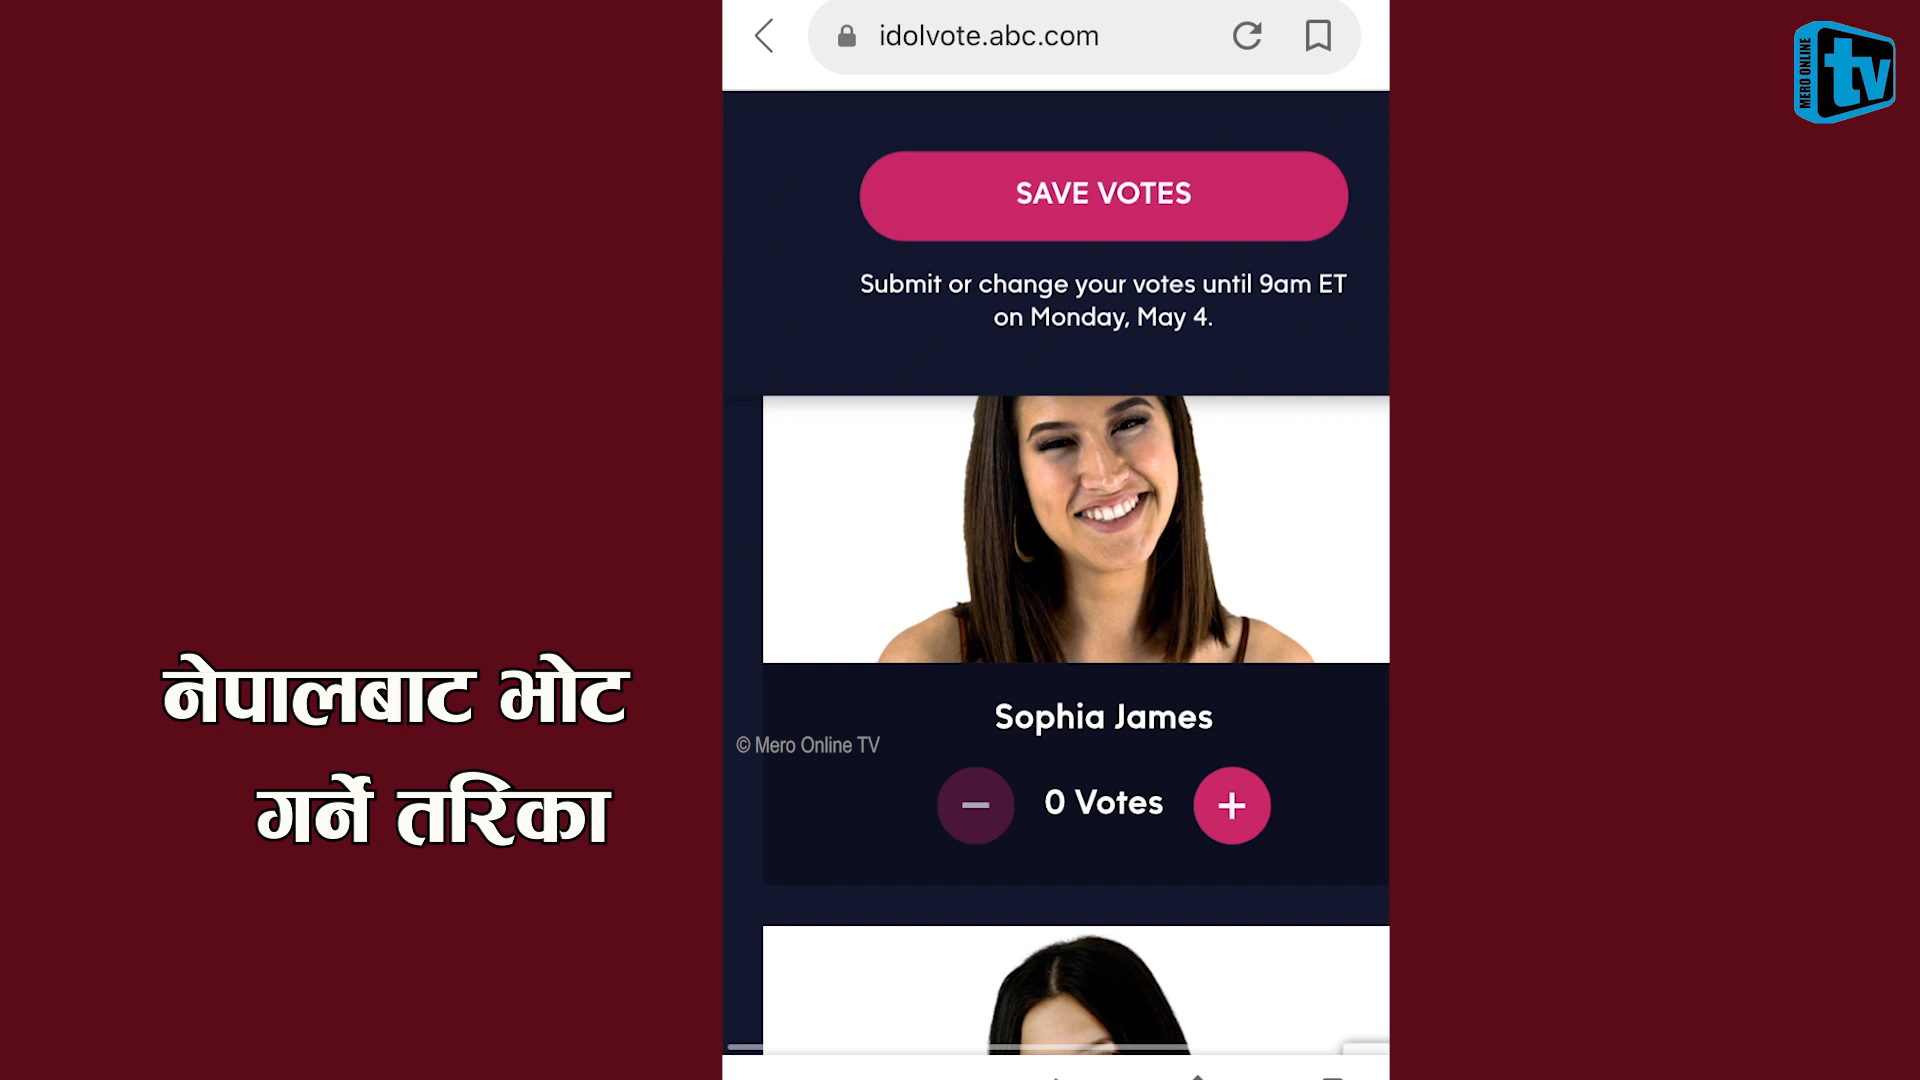 idolvote.abc.com
MERO ONLINE
tv
SAVE VOTES
Submit or change your votes until 9am ET
on Monday, May 4.
नेपालबाट भोट
गर्ने तरिका
Sophia James
© Mero Online TV
0 Votes